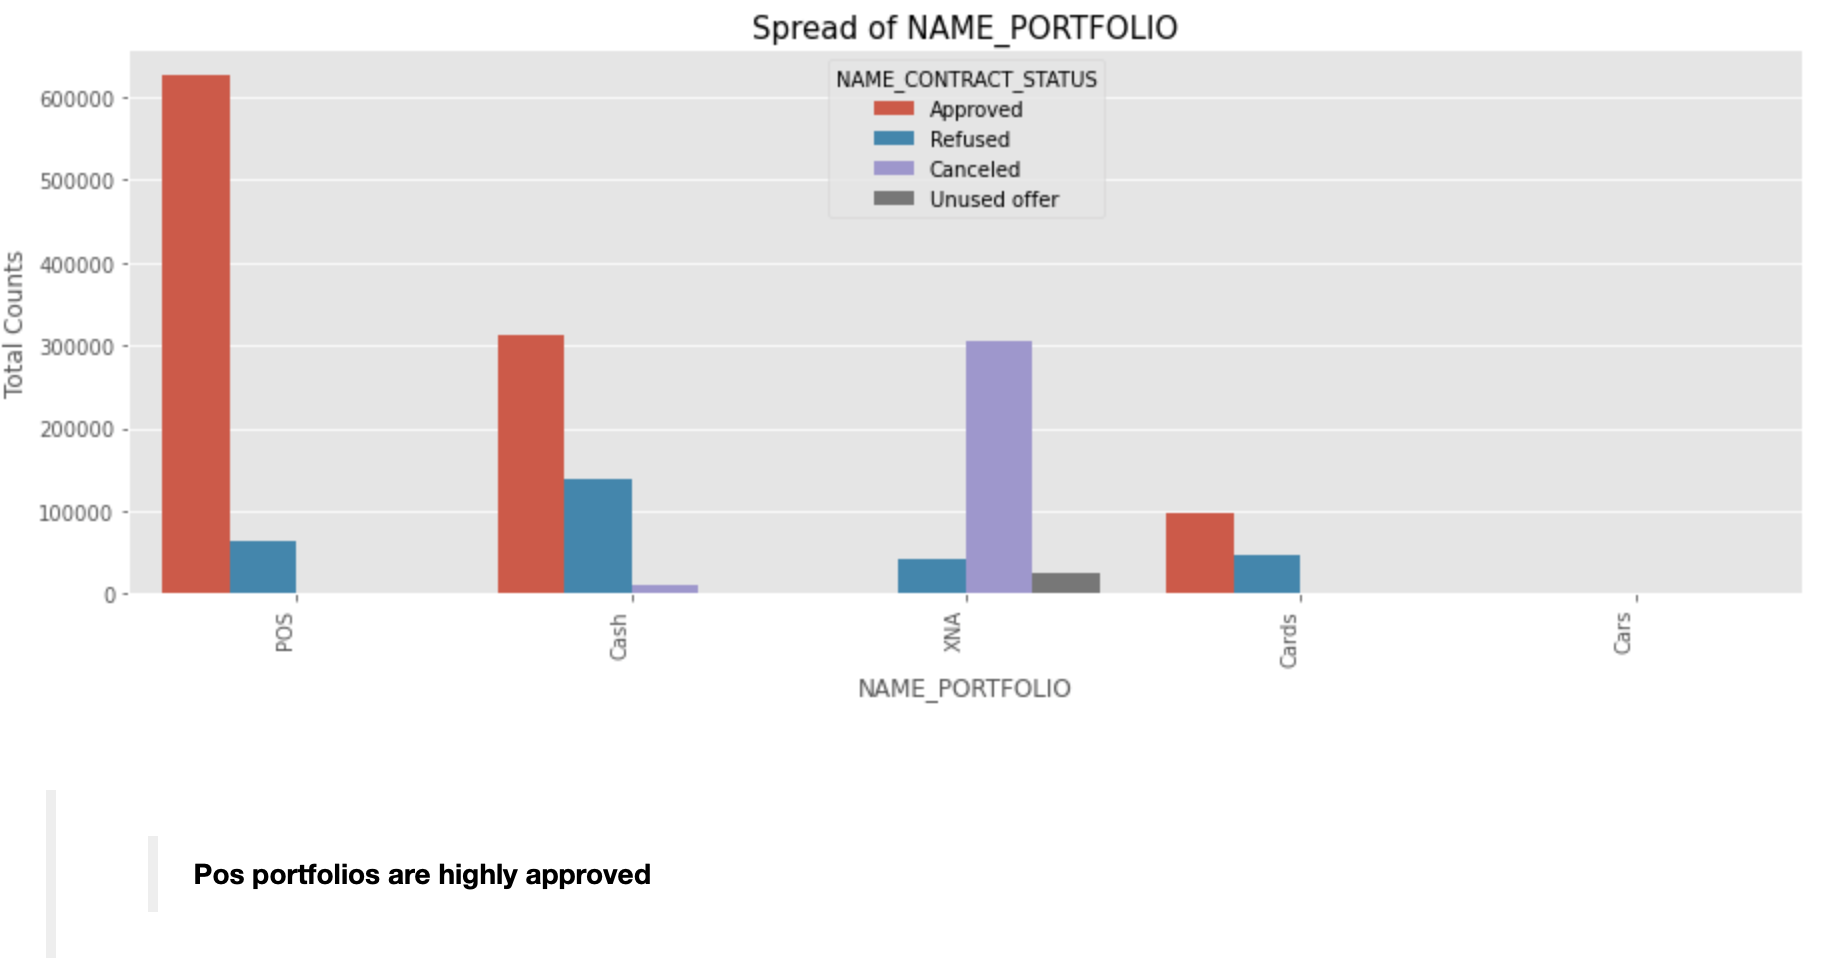 Spread of NAME_PORTFOLIO
NAME_CONTRACT_STATUS
Approved
Refused
Canceled
Unused offer
Total Counts
600000
500000
400000
300000
200000
100000
0
POS
Cash
XNA
Cards
Cars
NAME_PORTFOLIO
Pos portfolios are highly approved